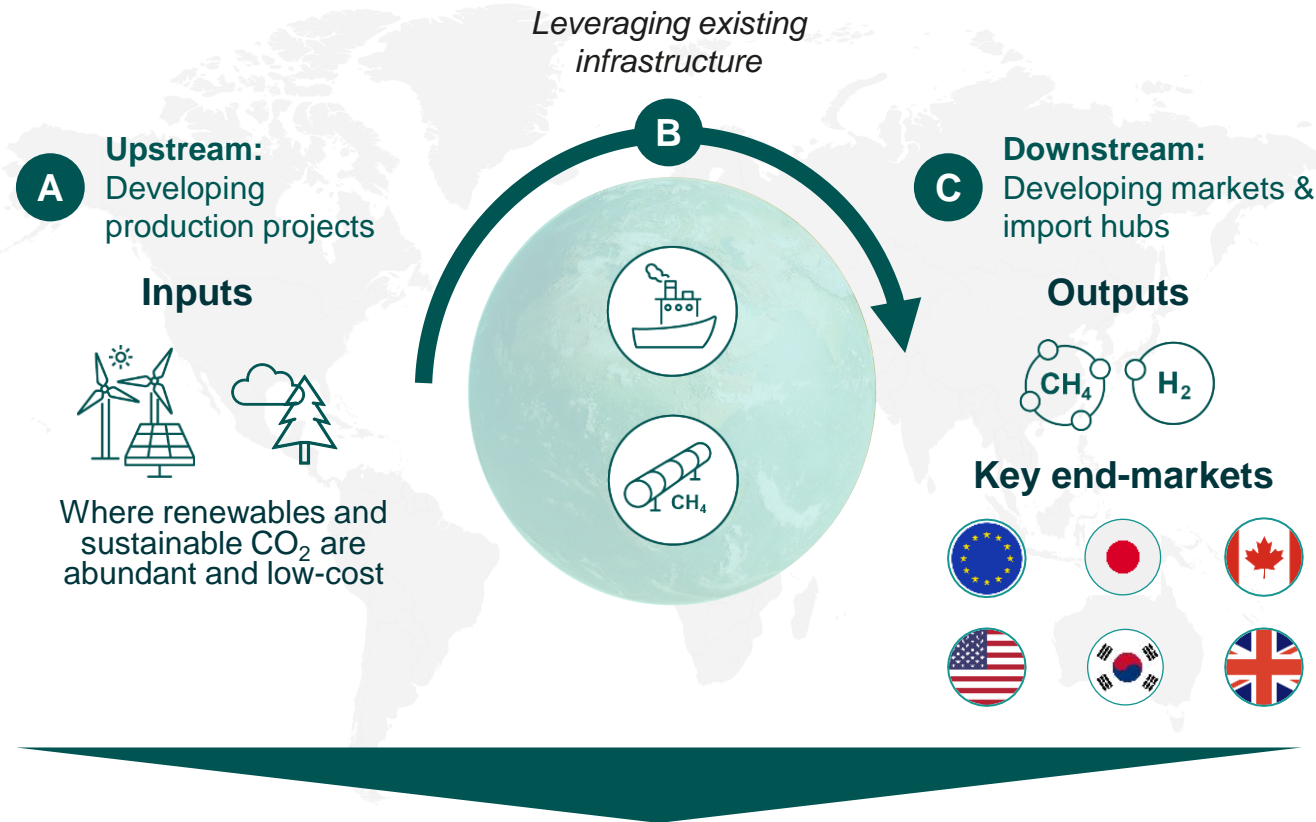 Leveraging existing
infrastructure
B
A
Upstream:
Developing
production projects
Inputs
Where renewables and
sustainable CO₂ are
abundant and low-cost
CH₄
C
Downstream:
Developing markets &
import hubs
Outputs
CH₄ H₂
Key end-markets